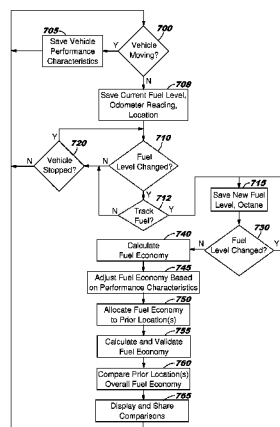 700
Vehicle
Moving?
Y
N
705
Save Vehicle
Performance
Characteristics
708
Save Current Fuel Level,
Odometer Reading,
Location
710
Fuel
Level Changed?
N
Y
720
Vehicle
Stopped?
Y
N
712
Track
Fuel?
N
Y
715
Save New Fuel
Level, Octane
730
Fuel
Level Changed?
N
Y
740
Calculate
Fuel Economy
745
Adjust Fuel Economy Based
on Performance Characteristics
750
Allocate Fuel Economy
to Prior Location(s)
755
Calculate and Validate
Fuel Economy
760
Compare Prior Location(s)
Overall Fuel Economy
765
Display and Share
Comparisons